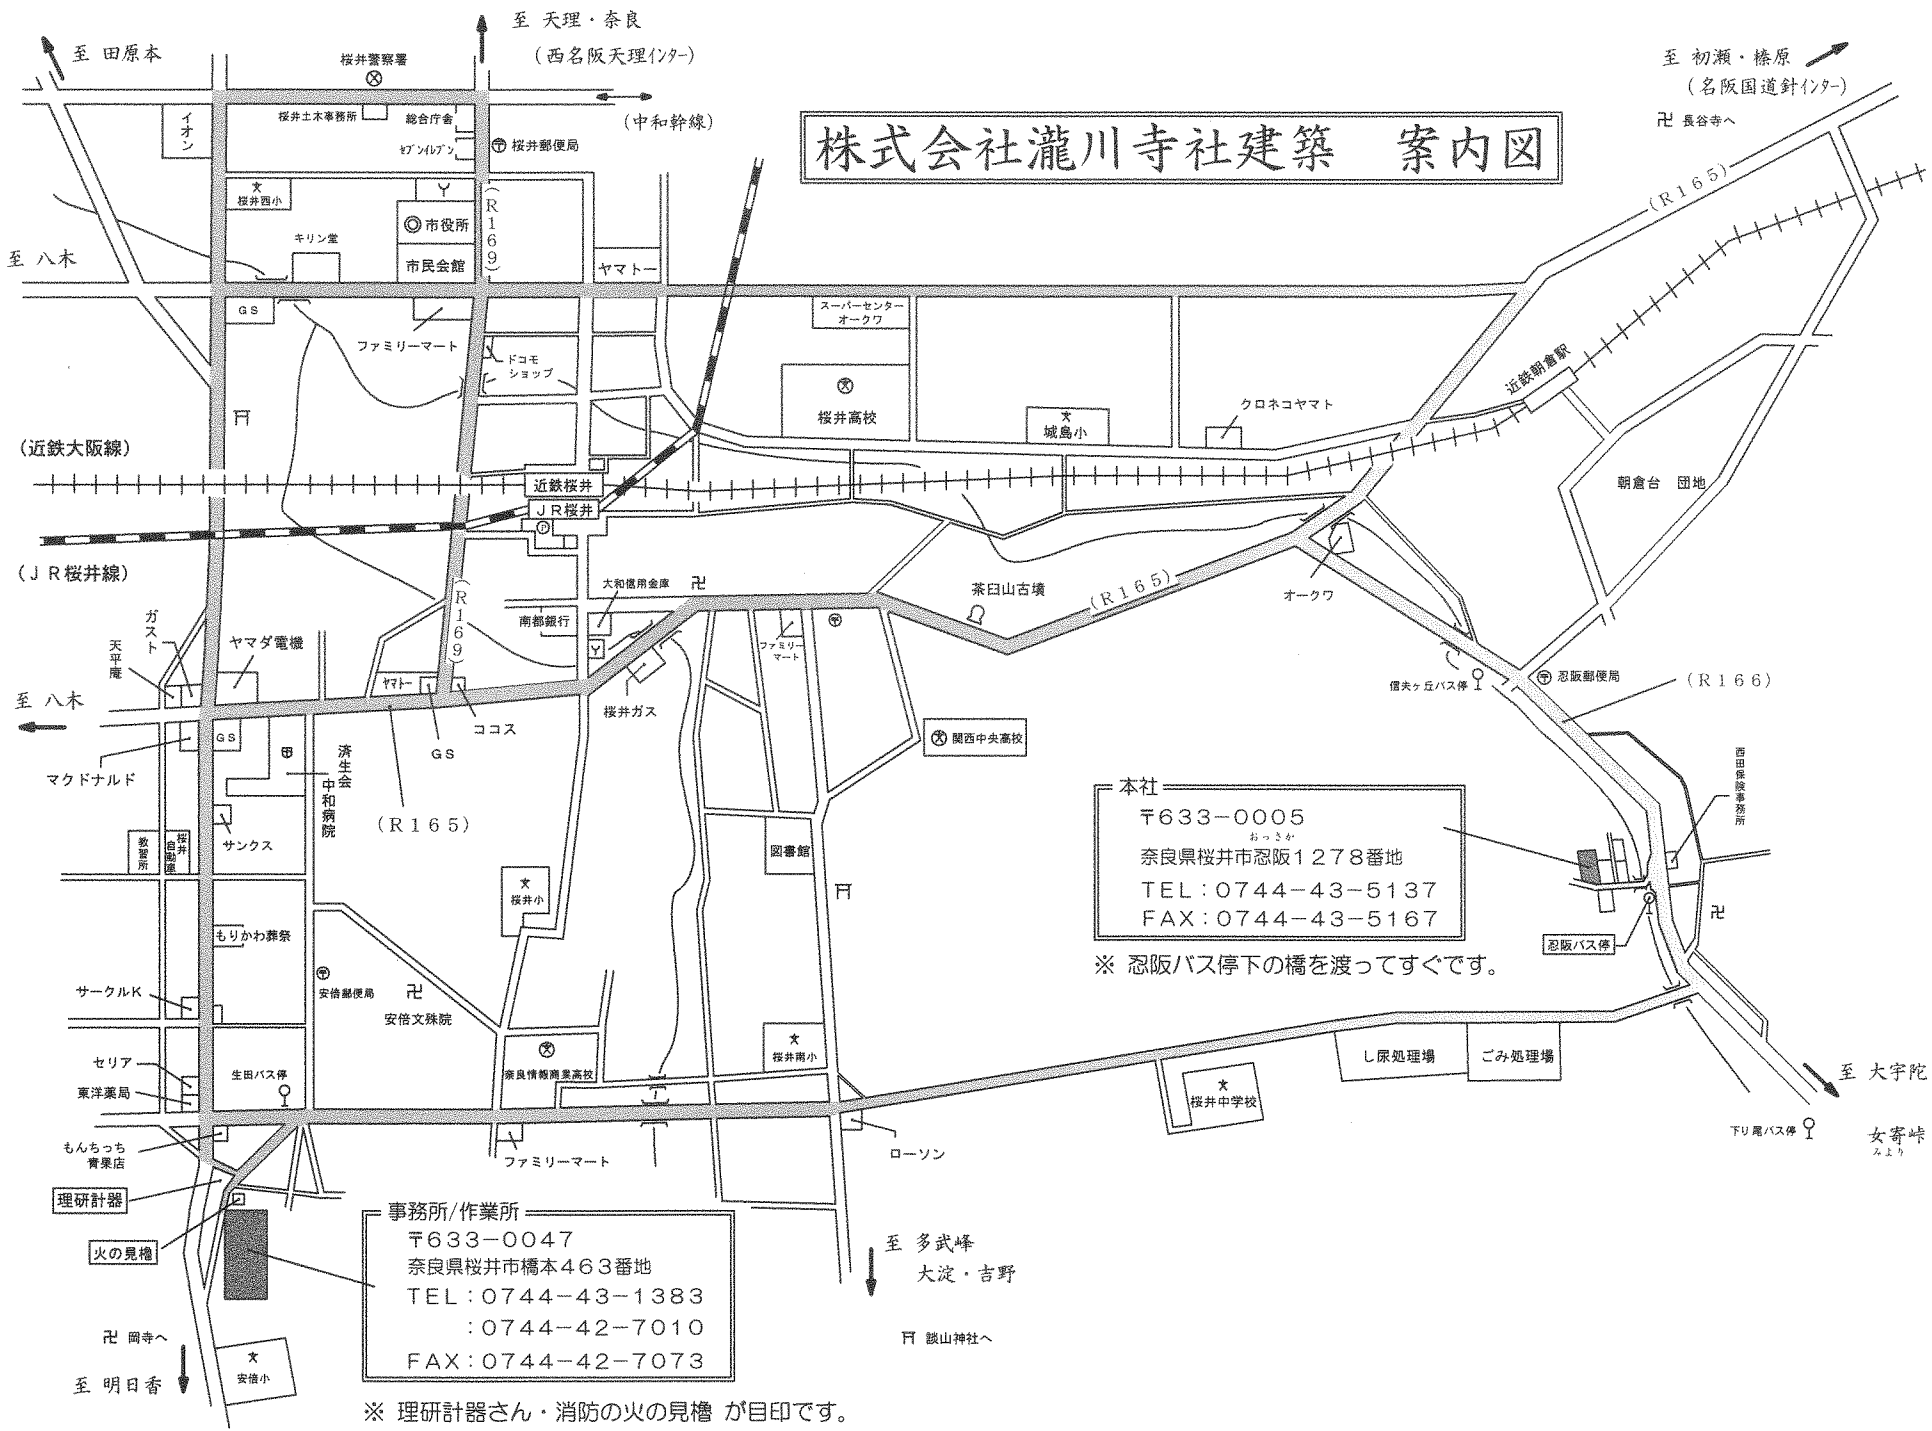 至 田原本
至 天理・奈良
(西名阪天理インター)
桜井警察署
(中和幹線)
イオン
桜井土木事務所
総合庁舎
セブンイレブン
桜井郵便局
株式会社瀧川寺社建築 案内図
至 初瀬・榛原
(名阪国道針インター)
卍 長谷寺へ
(R165)
桜井西小
Y
市役所
市民会館
(R169)
キリン堂
ヤマトー
至 八木
GS
ファミリーマート
ドコモ
ショップ
スーパーセンター
オークワ
桜井高校
城島小
クロネコヤマト
近鉄朝倉駅
朝倉台 団地
(近鉄大阪線)
近鉄桜井
JR桜井
P
(JR桜井線)
(R169)
大和信用金庫
卍
南都銀行
Y
茶臼山古墳
(R165)
オークワ
ガスト
天平庵
ヤマダ電機
ヤマトー
ファミリー
マート
至 八木
桜井ガス
ココス
GS
GS
マクドナルド
済生会
中和病院
(R165)
関西中央高校
信夫ヶ丘バス停
忍阪郵便局
(R166)
西田保険事務所
サンクス
教習所
桜井
自動車
図書館
桜井小
本社
〒633-0005
おっさか
奈良県桜井市忍阪1278番地
TEL:0744-43-5137
FAX:0744-43-5167
※ 忍阪バス停下の橋を渡ってすぐです。
忍阪バス停
卍
もりかわ葬祭
サークルK
安倍郵便局
卍
安倍文殊院
セリア
東洋薬局
生田バス停
奈良情報商業高校
桜井南小
し尿処理場
ごみ処理場
桜井中学校
至 大宇陀
下り尾バス停
女寄峠
みより
もんちっち
青果店
ファミリーマート
ローソン
理研計器
火の見櫓
事務所/作業所
〒633-0047
奈良県桜井市橋本463番地
TEL:0744-43-1383
:0744-42-7010
FAX:0744-42-7073
※ 理研計器さん・消防の火の見櫓 が目印です。
至 多武峰
大淀・吉野
談山神社へ
卍 岡寺へ
至 明日香
安倍小